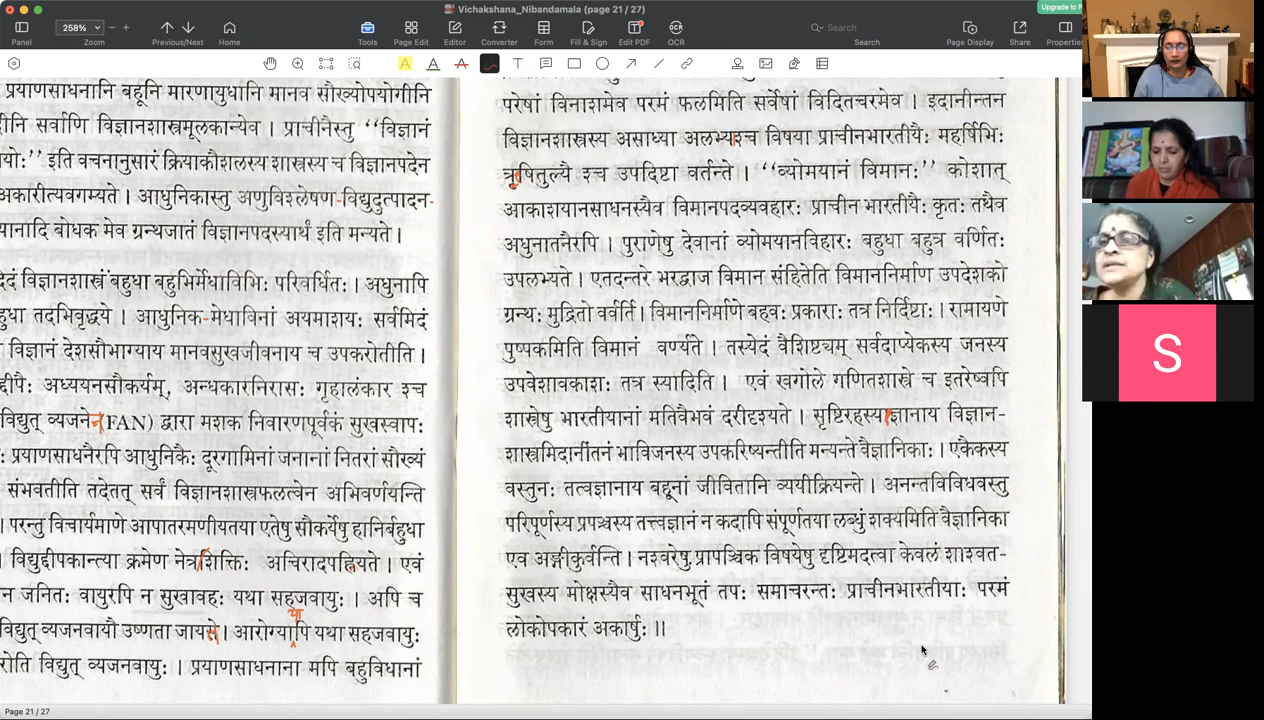 Vichakshana_Nibandamala (page 21 / 27)
Upgrade to P
258%
Panel Zoom Previous/Next Home Tools Page Edit Editor Converter Form Fill & Sign Edit PDF OCR Search Page Display Share Properties
Search
प्रयाणसाधनानि बहूनि मारणायुधानि मानव सौख्योपयोगीनि
सर्वाणि विज्ञानशास्त्रमूलकान्येव । प्राचीनैस्तु “विज्ञानं
इति वचनानुसारं क्रियाकौशलस्य शास्त्रस्य च विज्ञानपदेन
अकारीत्यवगम्यते । आधुनिकास्तु अणुविश्लेषण-विद्युदुत्पादन-
यानादि बोधक मेव ग्रन्थजातं विज्ञानपदस्यार्थं इति मन्यते ।
विज्ञानशास्त्रं बहुधा बहुभिर्मेधाविभिः परिवर्धितः । अधुनापि
तदभिवृद्धये । आधुनिक-मेधाविनां अयमाशयः सर्वमिदं
विज्ञानं देशसौभाग्याय मानवसुखजीवनाय च उपकरोतीति ।
अध्ययनसौकर्यम्, अन्धकारनिरासः गृहालंकार श्च
विद्युत् व्यजनेन (FAN) द्वारा मशक निवारणपूर्वकं सुखस्वापः
प्रयाणसाधनैरपि आधुनिकैः दूरगामिनां जनानां नितरां सौख्यं
संभवतीति तदेतत् सर्वं विज्ञानशास्त्रफलत्वेन अभिवर्णयन्ति
। परन्तु विचार्यमाणे आपातरमणीयतया एतेषु सौकर्येषु हानिर्बहुधा
विद्युद्दीपकान्त्या क्रमेण नेत्रशक्तिः अचिरादपह्नियते । एवं
जनितः वायुरपि न सुखावहः यथा सहजवायुः । अपि च
या
विद्युत् व्यजनवायौ उष्णता जायते । आरोग्यापि यथा सहजवायुः
विद्युत् व्यजनवायुः । प्रयाणसाधनाना मपि बहुविधानां
परेषां विनाशमेव परमं फलमिति सर्वेषां विदितचरमेव । इदानीन्तन
विज्ञानशास्त्रस्य असाध्या अलभ्याश्च विषया प्राचीनभारतीयैः महर्षिभिः
उपदिष्टा वर्तन्ते । “व्योमयानं विमानः” कोशात्
आकाशयानसाधनस्यैव विमानपदव्यवहारः प्राचीन भारतीयैः कृतः तथैव
अधुनातनैरपि । पुराणेषु देवानां व्योमयानविहारः बहुधा बहुत्र वर्णितः
उपलभ्यते । एतदन्तरे भरद्वाज विमान संहितेति विमाननिर्माण उपदेशको
ग्रन्थः मुद्रितो वर्वर्ति । विमाननिर्माणे बहवः प्रकाराः तत्र निर्दिष्टाः । रामायणे
पुष्पकमिति विमानं वर्ण्यते । तस्येदं वैशिष्ट्यम् सर्वदाप्येकस्य जनस्य
उपवेशावकाशः तत्र स्यादिति । एवं खगोले गणितशास्त्रे च इतरेष्वपि
शास्त्रेषु भारतीयानां मतिवैभवं दरीदृश्यते । सृष्टिरहस्यज्ञानाय विज्ञान-
शास्त्रमिदानींतनं भाविजनस्य उपकरिष्यन्तीति मन्यन्ते वैज्ञानिकाः । एकैकस्य
वस्तुनः तत्वज्ञानाय बहूनां जीवितानि व्ययीक्रियन्ते । अनन्तविविधवस्तु
परिपूर्णस्य प्रपञ्चस्य तत्त्वज्ञानं न कदापि संपूर्णतया लब्धुं शक्यमिति वैज्ञानिका
एव अङ्गीकुर्वन्ति । नश्वरेषु प्रापञ्चिक विषयेषु दृष्टिमदत्वा केवलं शाश्वत-
सुखस्य मोक्षस्यैव साधनभूतं तपः समाचरन्तः प्राचीनभारतीयाः परमं
लोकोपकारं अकार्षुः ॥
S
Page 21 / 27